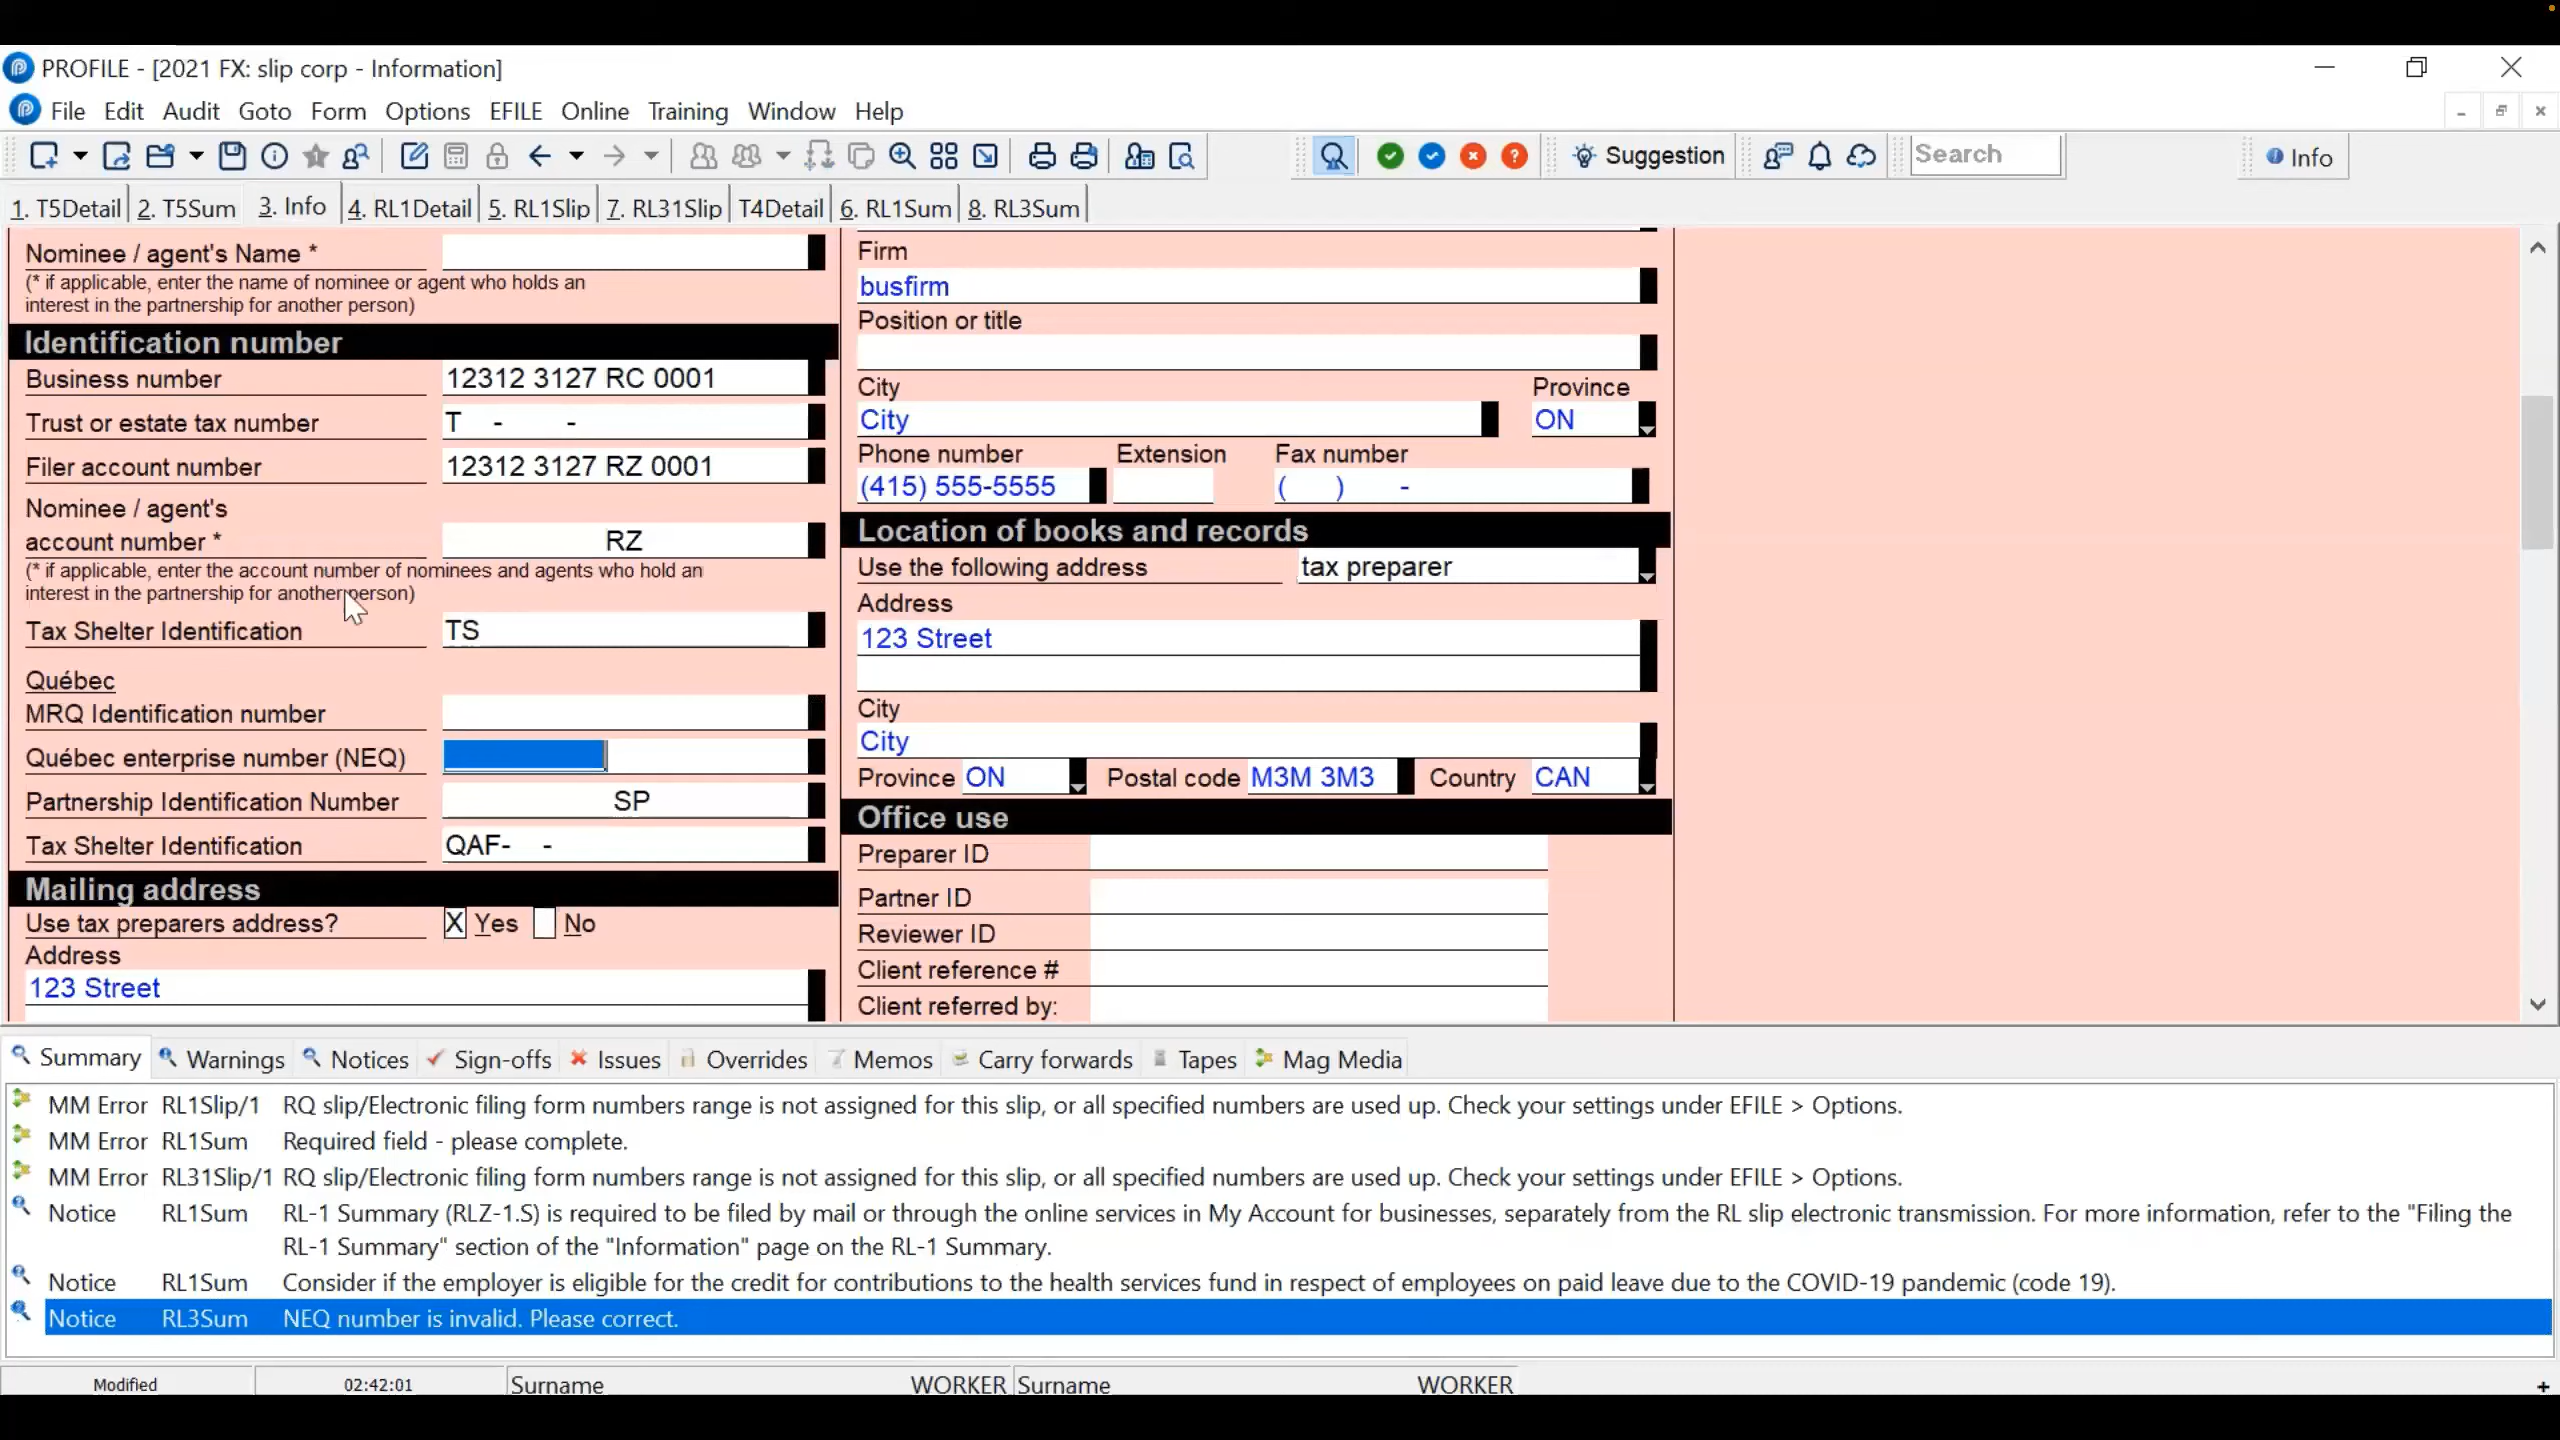 PROFILE - [2021 FX: slip corp - Information]
File Edit Audit Goto Form Options EFILE Online Training Window Help
Suggestion Search Info
1. T5Detail 2. T5Sum 3. Info 4. RL1Detail 5. RL1Slip 7. RL31Slip T4Detail 6. RL1Sum 8. RL3Sum
Nominee / agent's Name *
(* if applicable, enter the name of nominee or agent who holds an
interest in the partnership for another person)
Identification number
Business number 12312 3127 RC 0001
Trust or estate tax number T - -
Filer account number 12312 3127 RZ 0001
Nominee / agent's
account number * RZ
(* if applicable, enter the account number of nominees and agents who hold an
interest in the partnership for another person)
Tax Shelter Identification TS
Québec
MRQ Identification number
Québec enterprise number (NEQ)
Partnership Identification Number SP
Tax Shelter Identification QAF- -
Mailing address
Use tax preparers address? X Yes No
Address
123 Street
Firm
busfirm
Position or title
City Province
City ON
Phone number Extension Fax number
(415) 555-5555 ( ) -
Location of books and records
Use the following address tax preparer
Address
123 Street
City
City
Province ON Postal code M3M 3M3 Country CAN
Office use
Preparer ID
Partner ID
Reviewer ID
Client reference #
Client referred by:
Summary Warnings Notices Sign-offs Issues Overrides Memos Carry forwards Tapes Mag Media
MM Error RL1Slip/1 RQ slip/Electronic filing form numbers range is not assigned for this slip, or all specified numbers are used up. Check your settings under EFILE > Options.
MM Error RL1Sum Required field - please complete.
MM Error RL31Slip/1 RQ slip/Electronic filing form numbers range is not assigned for this slip, or all specified numbers are used up. Check your settings under EFILE > Options.
Notice RL1Sum RL-1 Summary (RLZ-1.S) is required to be filed by mail or through the online services in My Account for businesses, separately from the RL slip electronic transmission. For more information, refer to the "Filing the
RL-1 Summary" section of the "Information" page on the RL-1 Summary.
Notice RL1Sum Consider if the employer is eligible for the credit for contributions to the health services fund in respect of employees on paid leave due to the COVID-19 pandemic (code 19).
Notice RL3Sum NEQ number is invalid. Please correct.
Modified 02:42:01 Surname WORKER Surname WORKER +